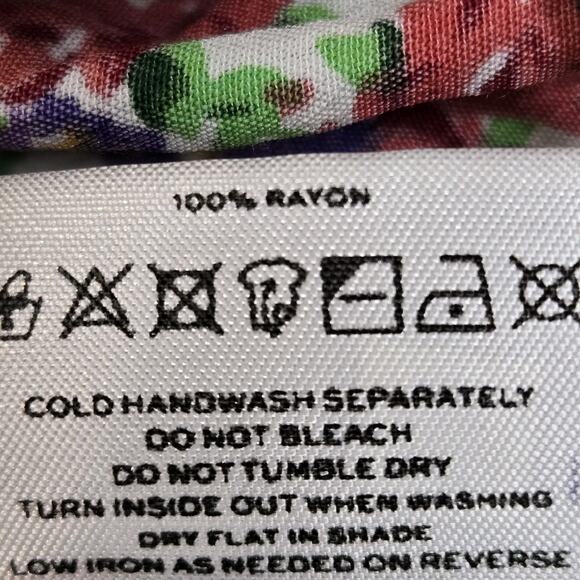 100% RAYON
COLD HANDWASH SEPARATELY
DO NOT BLEACH
DO NOT TUMBLE DRY
TURN INSIDE OUT WHEN WASHING
DRY FLAT IN SHADE
LOW IRON AS NEEDED ON REVERSE